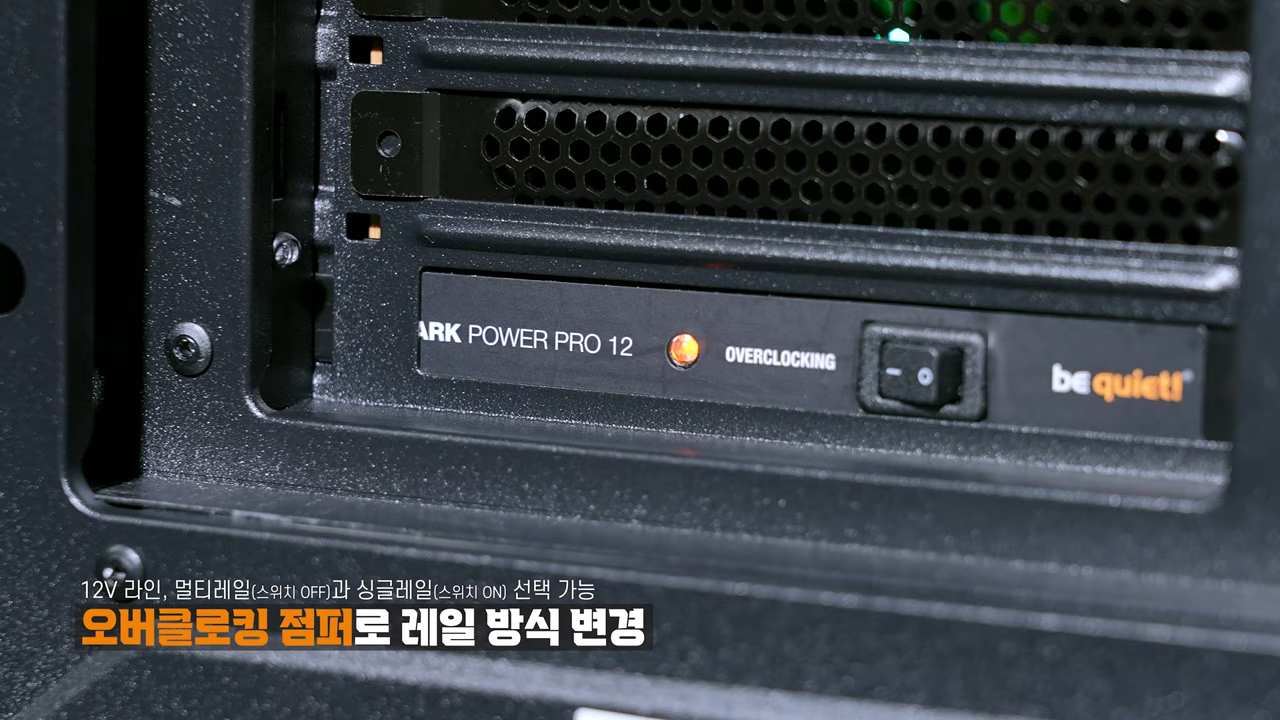 ARK POWER PRO 12
OVERCLOCKING
– O
be quiet!
12V 라인, 멀티레일(스위치 OFF)과 싱글레일(스위치 ON) 선택 가능
오버클로킹 점퍼로 레일 방식 변경